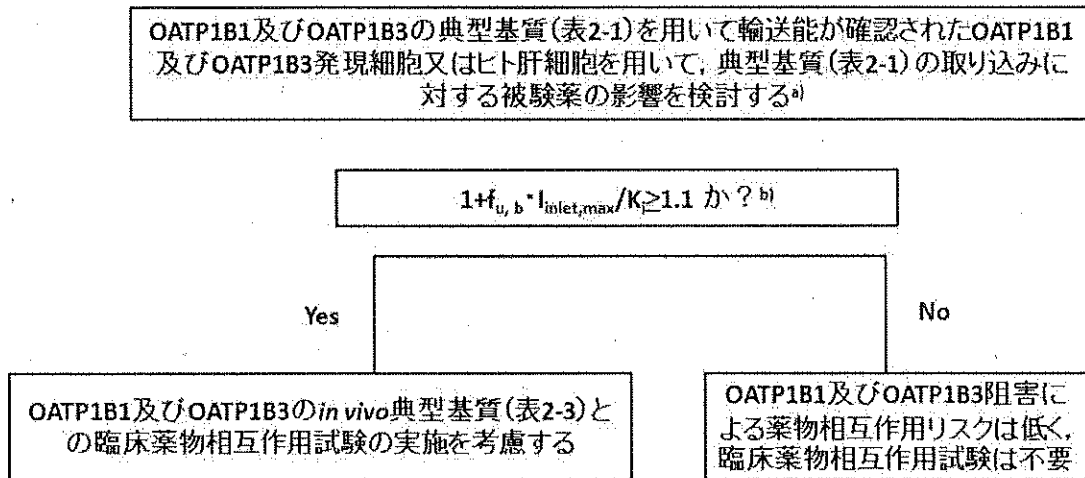 OATP1B1及びOATP1B3の典型基質(表2-1)を用いて輸送能が確認されたOATP1B1
及びOATP1B3発現細胞又はヒト肝細胞を用いて, 典型基質(表2-1)の取り込みに
対する被験薬の影響を検討するa)
1+fu, b・Iinlet,max/Ki≥1.1 か?b)
Yes
No
OATP1B1及びOATP1B3のin vivo典型基質(表2-3)と
の臨床薬物相互作用試験の実施を考慮する
OATP1B1及びOATP1B3阻害に
よる薬物相互作用リスクは低く,
臨床薬物相互作用試験は不要